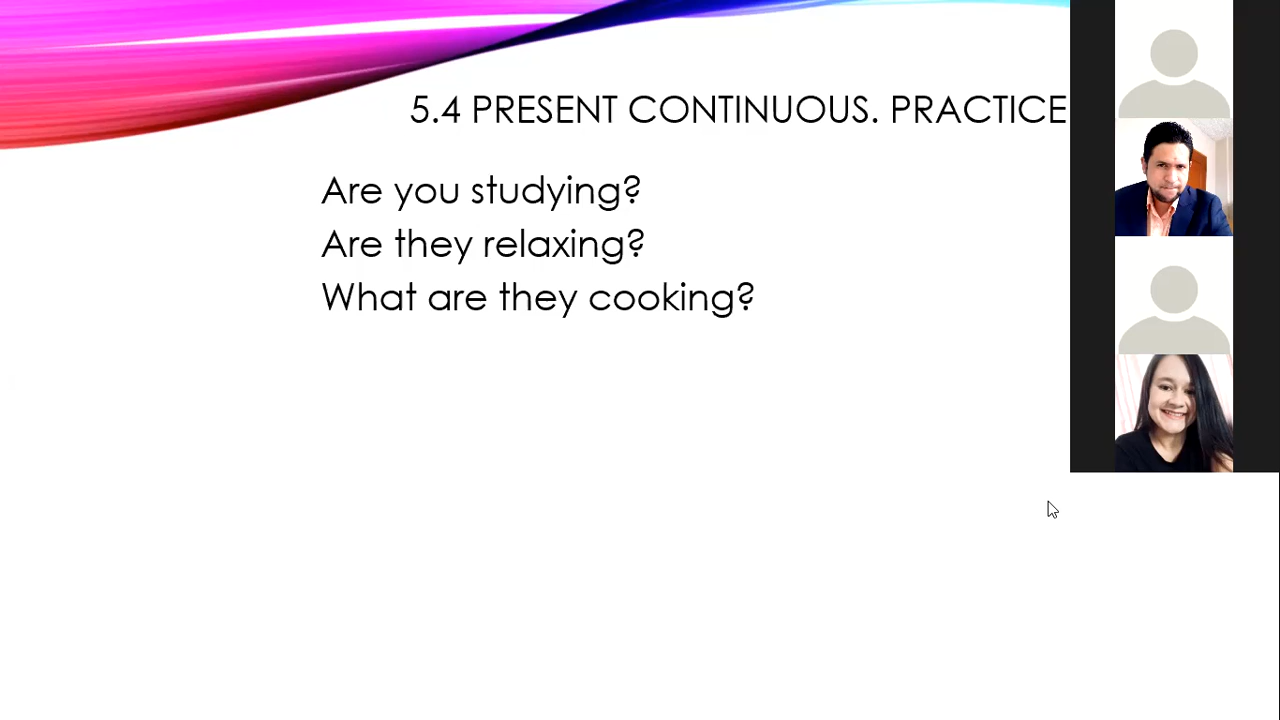 5.4 PRESENT CONTINUOUS. PRACTICE
Are you studying?
Are they relaxing?
What are they cooking?